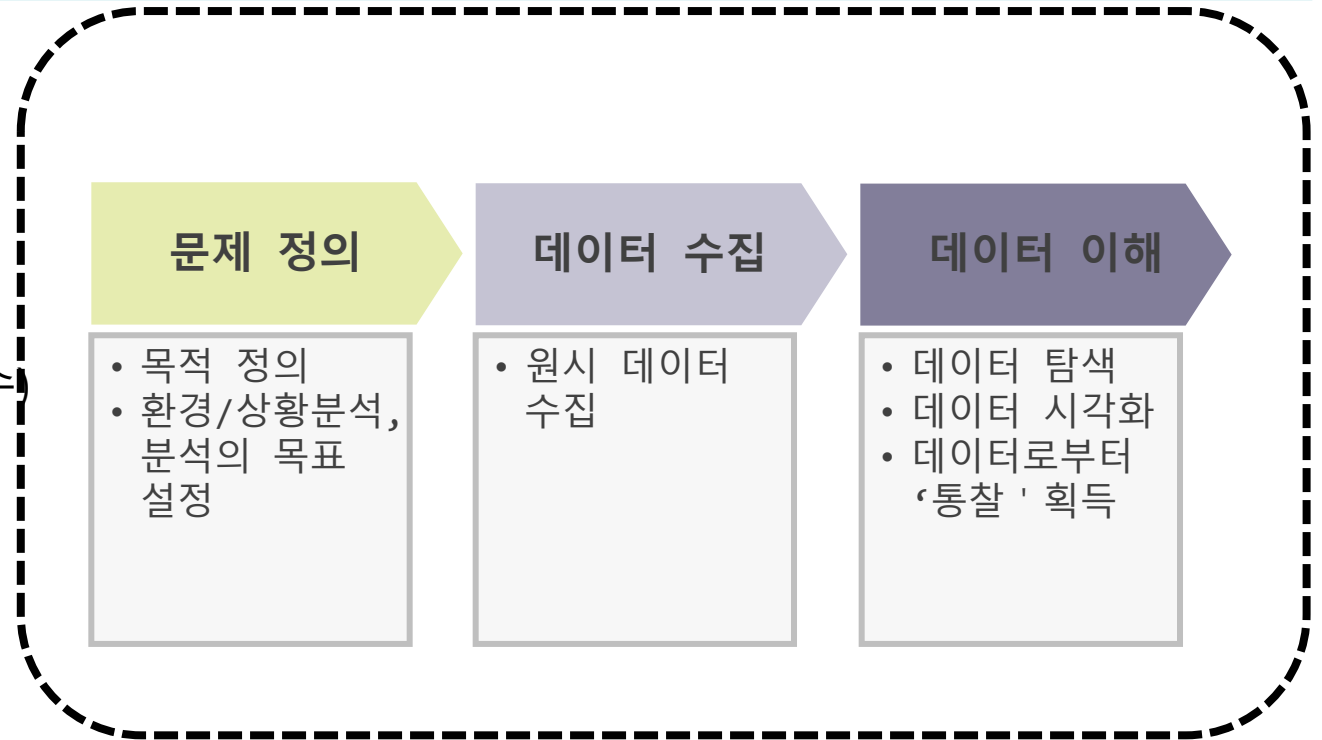 문제 정의
• 목적 정의
• 환경/상황분석,
분석의 목표
설정
데이터 수집
• 원시 데이터
수집
데이터 이해
• 데이터 탐색
• 데이터 시각화
• 데이터로부터
‘통찰＇획득